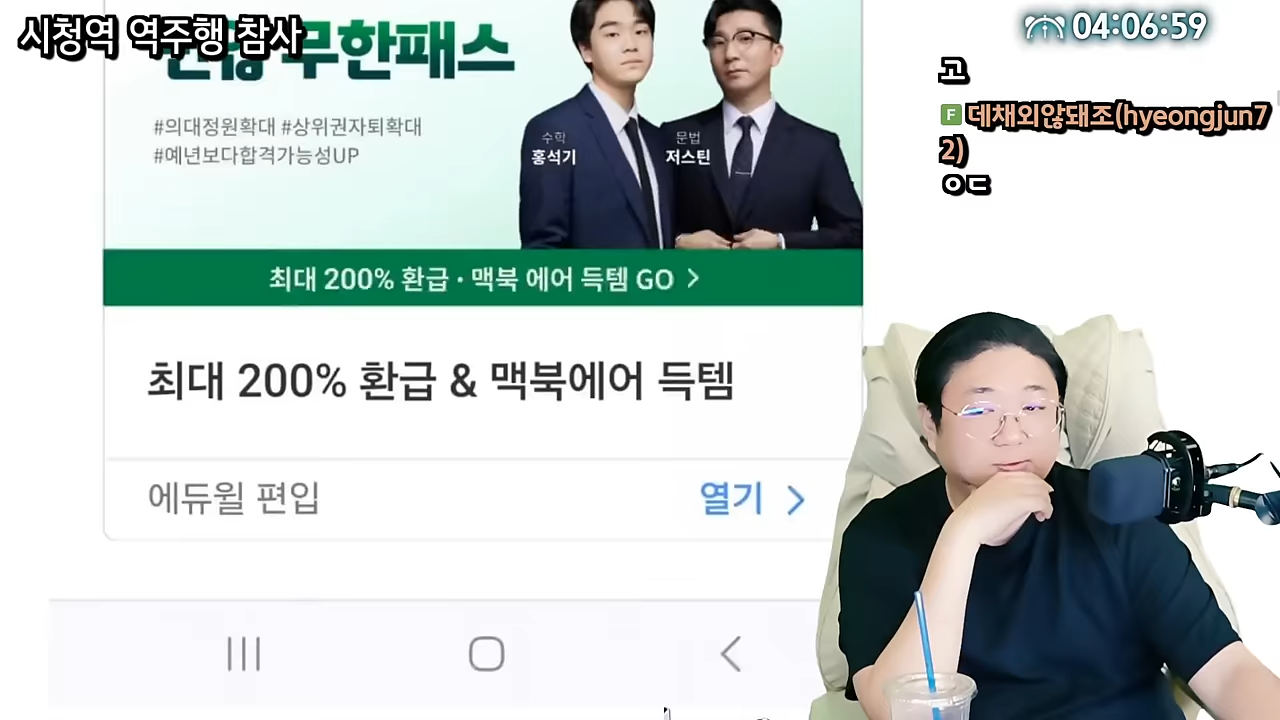 시청역 역주행 참사
무한패스
#의대정원확대 #상위권자퇴확대
#예년보다합격가능성UP
수학
홍석기
문법
저스틴
최대 200% 환급 · 맥북 에어 득템 GO >
최대 200% 환급 & 맥북에어 득템
에듀윌 편입
열기 >
04:06:59
고
F 데채외않돼조(hyeongjun7
2)
ㅇㄷ